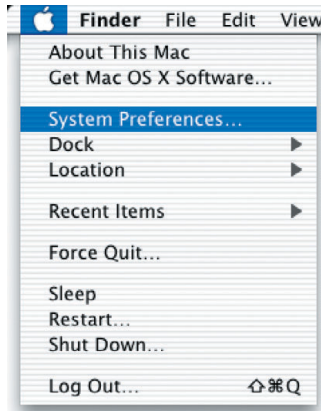 Finder File Edit View
About This Mac
Get Mac OS X Software...
System Preferences...
Dock
Location
Recent Items
Force Quit...
Sleep
Restart...
Shut Down...
Log Out... ⇧⌘Q